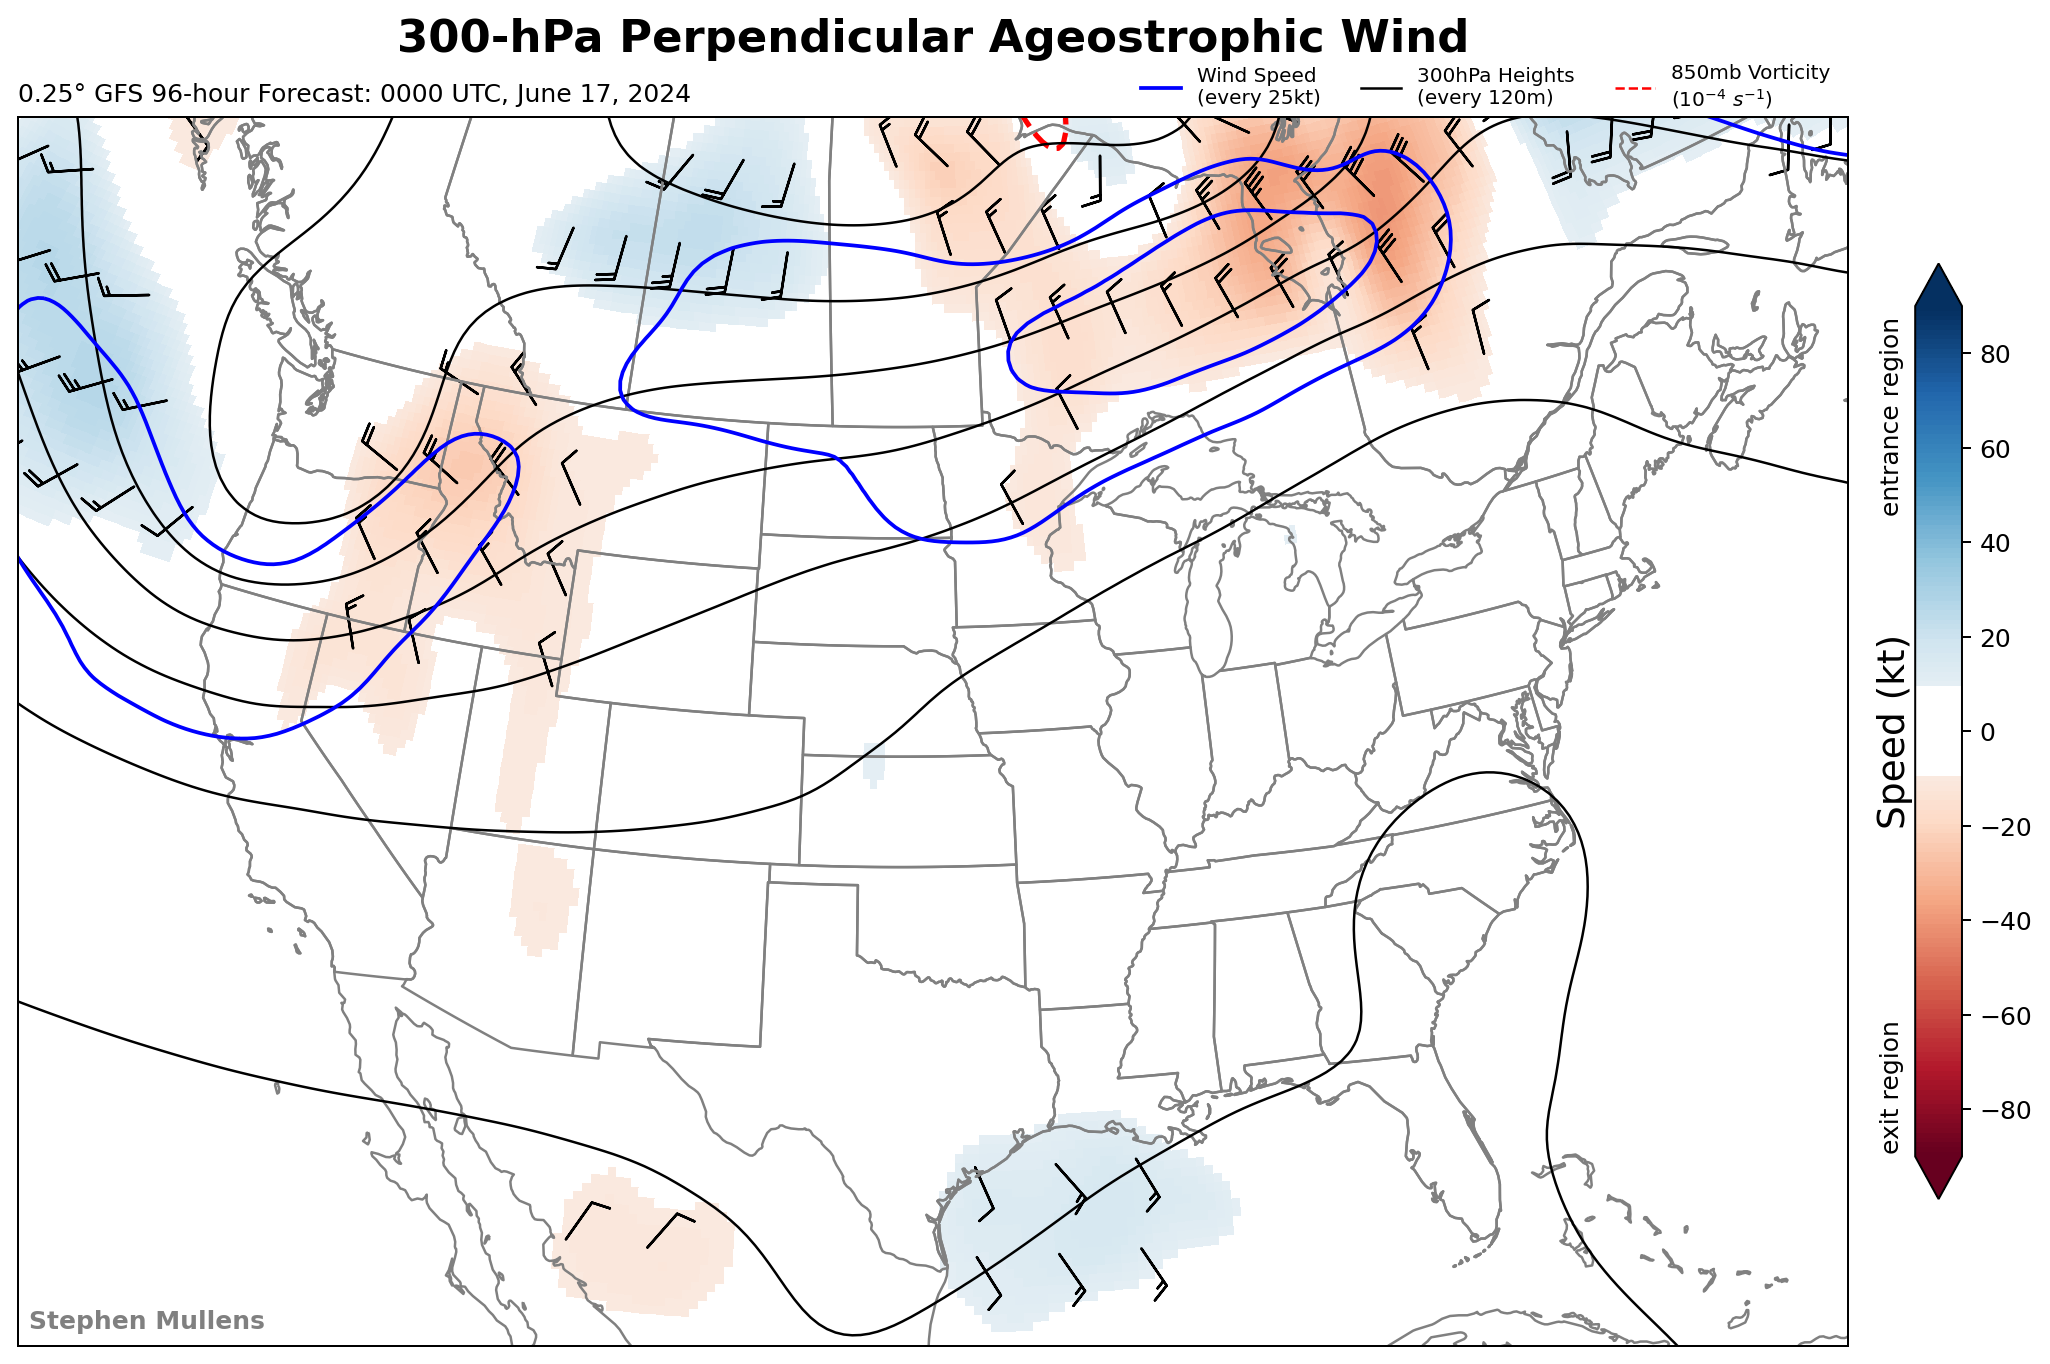 300-hPa Perpendicular Ageostrophic Wind
0.25° GFS 96-hour Forecast: 0000 UTC, June 17, 2024
Wind Speed
(every 25kt)
300hPa Heights
(every 120m)
850mb Vorticity
(10⁻⁴ s⁻¹)
entrance region
Speed (kt)
exit region
80
60
40
20
0
−20
−40
−60
−80
Stephen Mullens